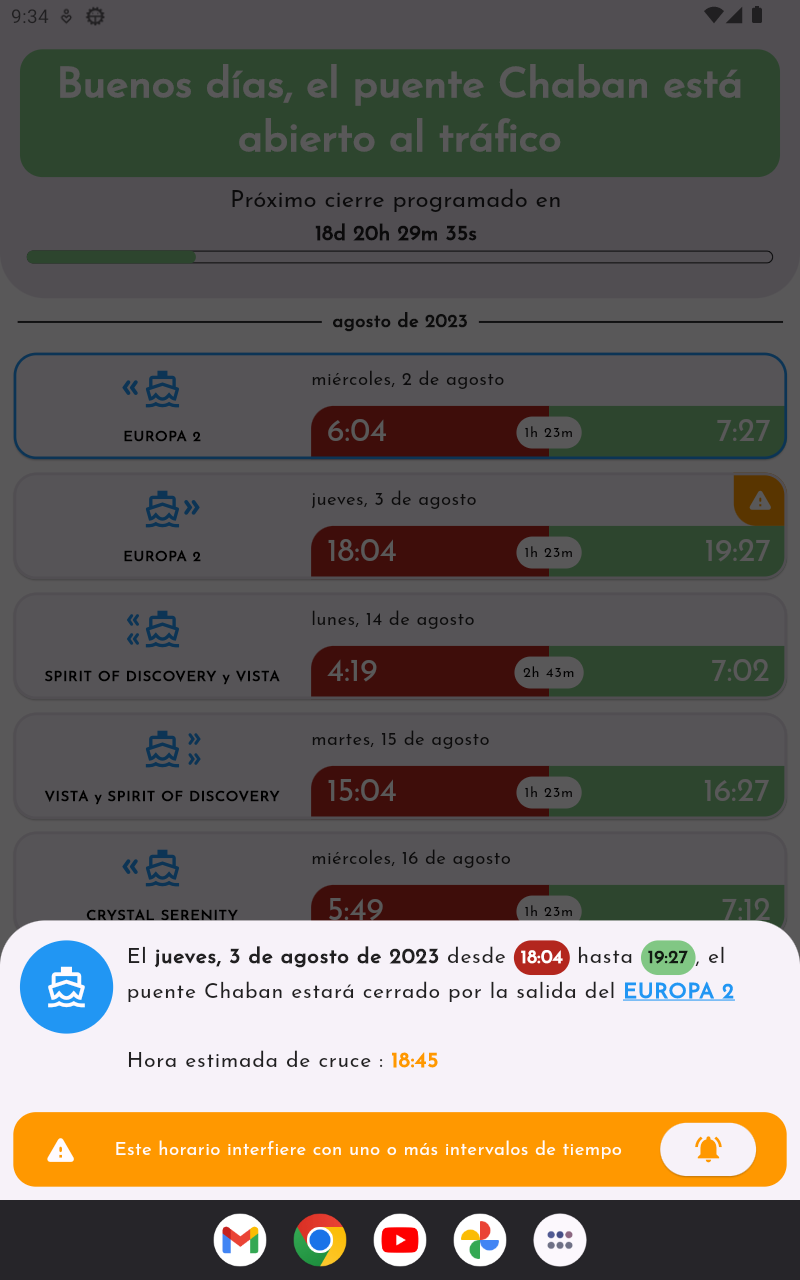 9:34
Buenos días, el puente Chaban está
abierto al tráfico
Próximo cierre programado en
18d 20h 29m 35s
agosto de 2023
miércoles, 2 de agosto
EUROPA 2
6:04
1h 23m
7:27
jueves, 3 de agosto
EUROPA 2
18:04
1h 23m
19:27
lunes, 14 de agosto
SPIRIT OF DISCOVERY y VISTA
4:19
2h 43m
7:02
martes, 15 de agosto
VISTA y SPIRIT OF DISCOVERY
15:04
1h 23m
16:27
miércoles, 16 de agosto
CRYSTAL SERENITY
5:49
1h 23m
7:12
El jueves, 3 de agosto de 2023 desde 18:04 hasta 19:27, el
puente Chaban estará cerrado por la salida del EUROPA 2
Hora estimada de cruce : 18:45
Este horario interfiere con uno o más intervalos de tiempo